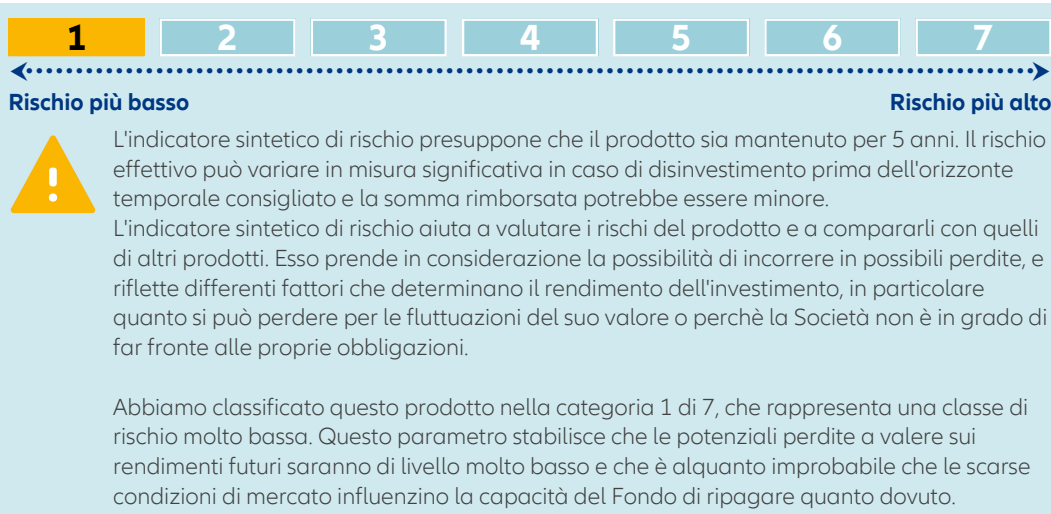 1 2 3 4 5 6 7
Rischio più basso Rischio più alto
L'indicatore sintetico di rischio presuppone che il prodotto sia mantenuto per 5 anni. Il rischio
effettivo può variare in misura significativa in caso di disinvestimento prima dell'orizzonte
temporale consigliato e la somma rimborsata potrebbe essere minore.
L'indicatore sintetico di rischio aiuta a valutare i rischi del prodotto e a compararli con quelli
di altri prodotti. Esso prende in considerazione la possibilità di incorrere in possibili perdite, e
riflette differenti fattori che determinano il rendimento dell'investimento, in particolare
quanto si può perdere per le fluttuazioni del suo valore o perchè la Società non è in grado di
far fronte alle proprie obbligazioni.
Abbiamo classificato questo prodotto nella categoria 1 di 7, che rappresenta una classe di
rischio molto bassa. Questo parametro stabilisce che le potenziali perdite a valere sui
rendimenti futuri saranno di livello molto basso e che è alquanto improbabile che le scarse
condizioni di mercato influenzino la capacità del Fondo di ripagare quanto dovuto.